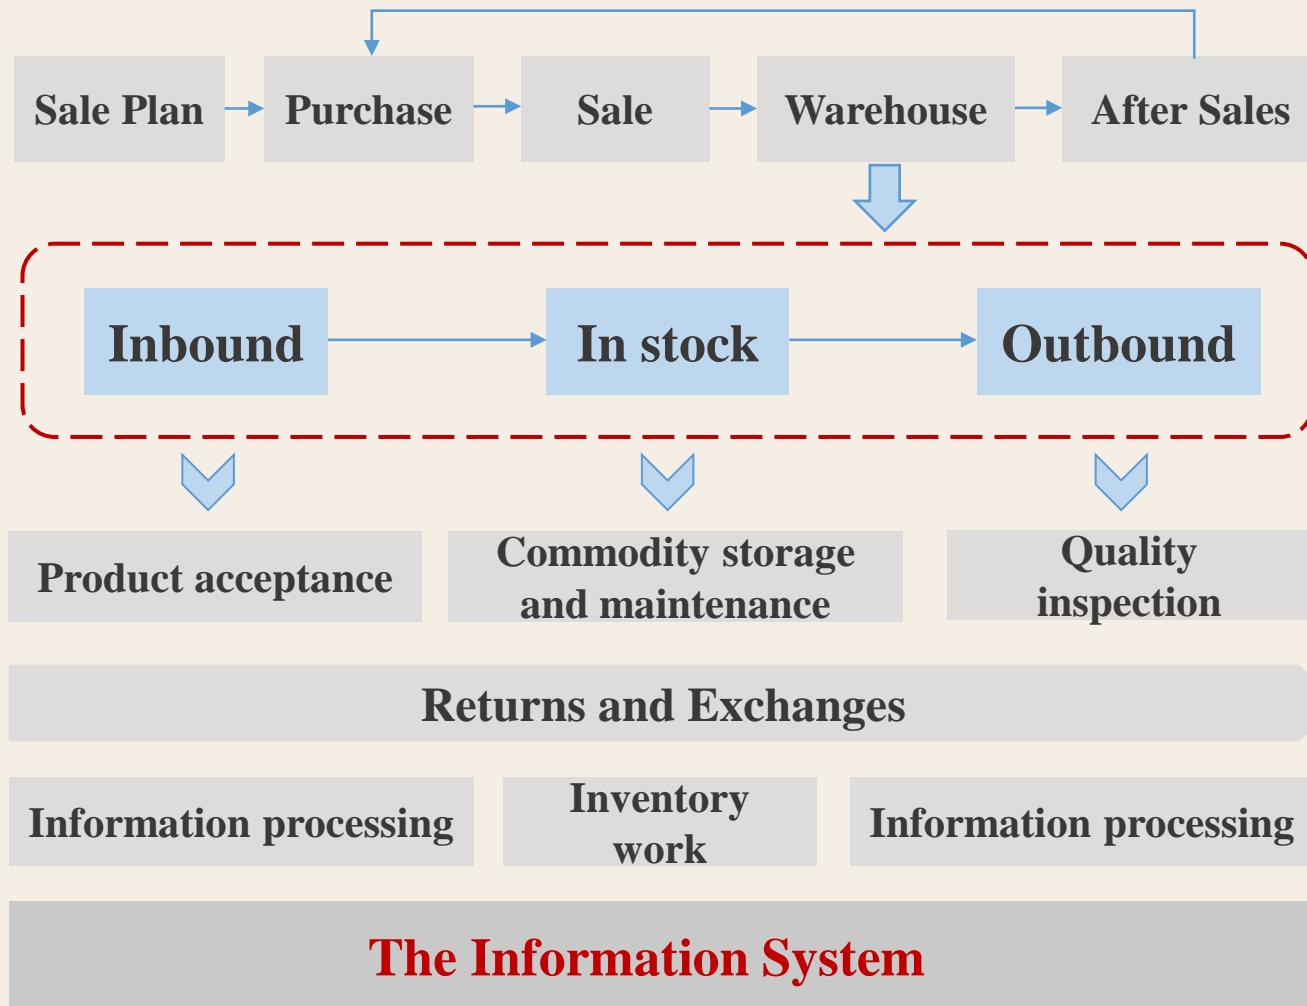 Sale Plan
Purchase
Sale
Warehouse
After Sales
Inbound
In stock
Outbound
Product acceptance
Commodity storage
and maintenance
Quality
inspection
Returns and Exchanges
Information processing
Inventory
work
Information processing
The Information System